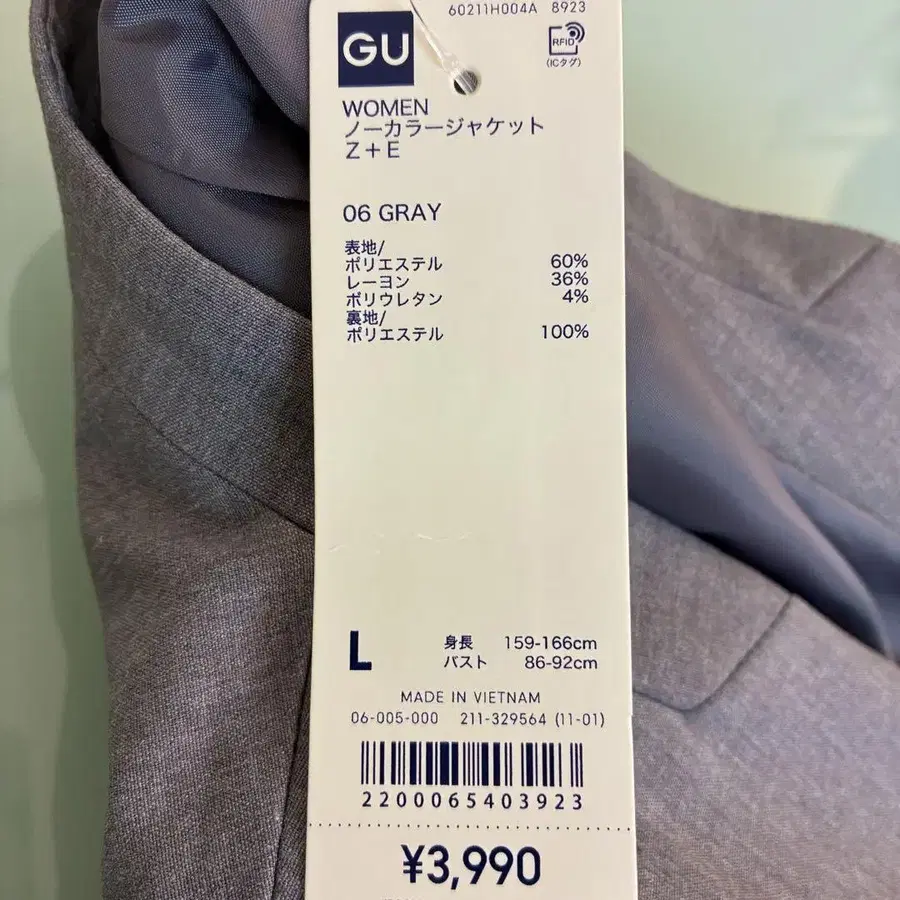 60211H004A 8923
GU
RFID
(ICタグ)
WOMEN
ノーカラージャケット
Z+E
06 GRAY
表地/
ポリエステル 60%
レーヨン 36%
ポリウレタン 4%
裏地/
ポリエステル 100%
L 身長 159-166cm
バスト 86-92cm
MADE IN VIETNAM
06-005-000 211-329564 (11-01)
2200065403923
¥3,990